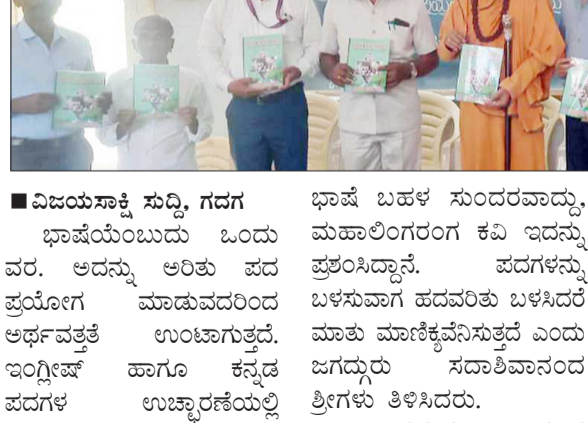 ■ ವಿಜಯಸಾಕ್ಷಿ ಸುದ್ದಿ, ಗದಗ
ಭಾಷೆಯೆಂಬುದು ಒಂದು
ವರ. ಅದನ್ನು ಅರಿತು ಪದ
ಪ್ರಯೋಗ ಮಾಡುವದರಿಂದ
ಅರ್ಥವತ್ತತೆ ಉಂಟಾಗುತ್ತದೆ.
ಇಂಗ್ಲೀಷ್ ಹಾಗೂ ಕನ್ನಡ
ಪದಗಳ ಉಚ್ಛಾರಣೆಯಲ್ಲಿ
ಭಾಷೆ ಬಹಳ ಸುಂದರವಾದ್ದು,
ಮಹಾಲಿಂಗರಂಗ ಕವಿ ಇದನ್ನು
ಪ್ರಶಂಸಿದ್ದಾನೆ. ಪದಗಳನ್ನು
ಬಳಸುವಾಗ ಹದವರಿತು ಬಳಸಿದರೆ
ಮಾತು ಮಾಣಿಕ್ಯವೆನಿಸುತ್ತದೆ ಎಂದು
ಜಗದ್ಗುರು ಸದಾಶಿವಾನಂದ
ಶ್ರೀಗಳು ತಿಳಿಸಿದರು.